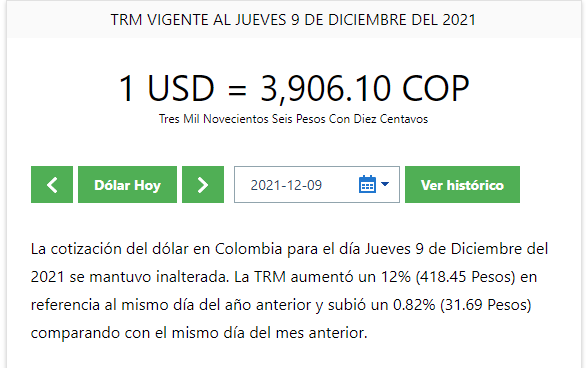 TRM VIGENTE AL JUEVES 9 DE DICIEMBRE DEL 2021
1 USD = 3,906.10 COP
Tres Mil Novecientos Seis Pesos Con Diez Centavos
Dólar Hoy 2021-12-09 Ver histórico
La cotización del dólar en Colombia para el día Jueves 9 de Diciembre del
2021 se mantuvo inalterada. La TRM aumentó un 12% (418.45 Pesos) en
referencia al mismo día del año anterior y subió un 0.82% (31.69 Pesos)
comparando con el mismo día del mes anterior.